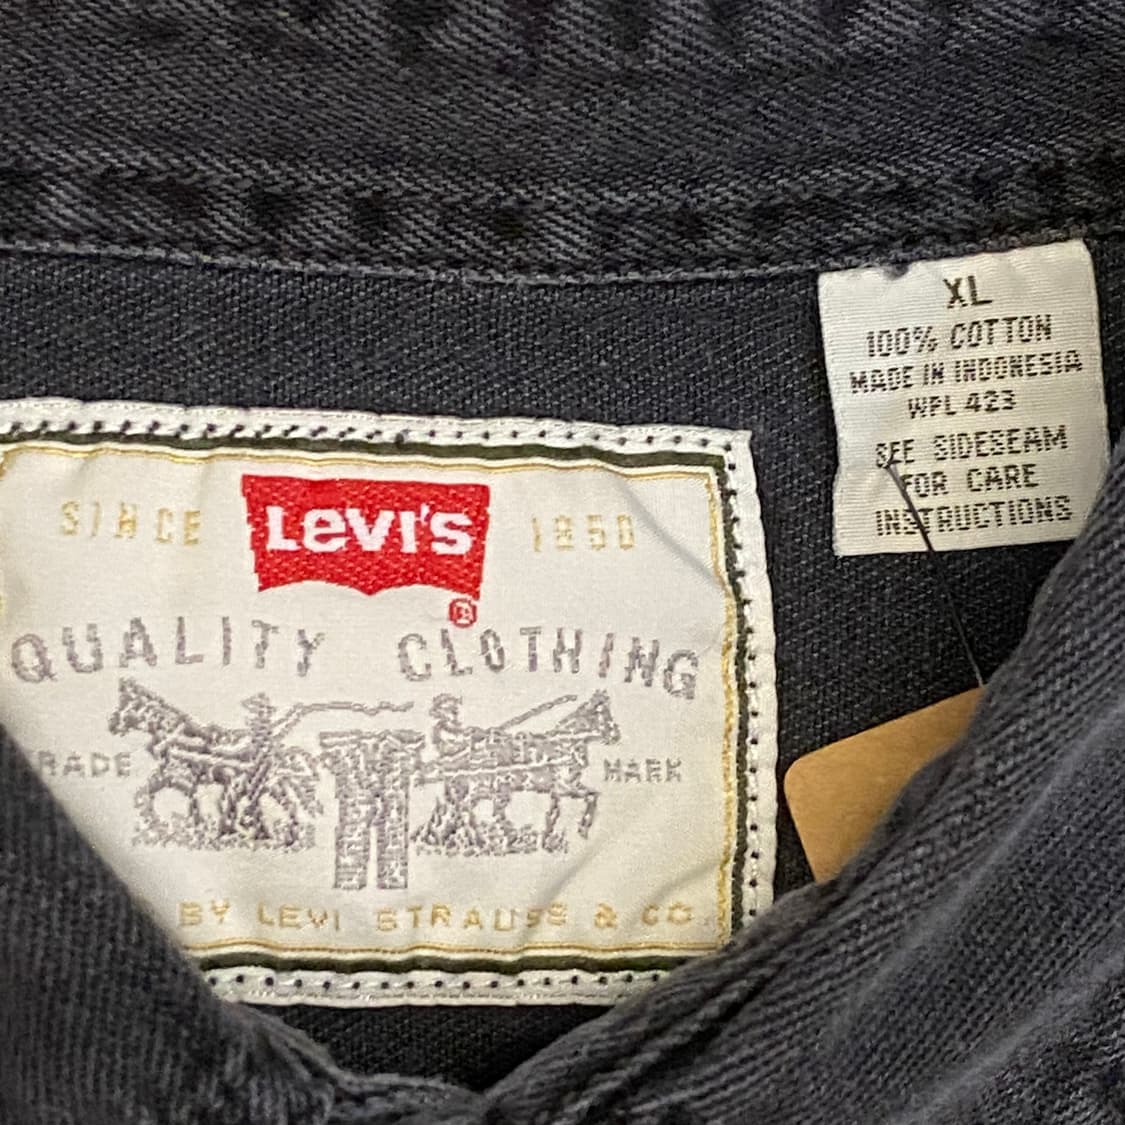 XL
100% COTTON
MADE IN INDONESIA
WPL 423
SEE SIDESEAM
FOR CARE
INSTRUCTIONS
SINCE LEVI'S 1850
®
QUALITY CLOTHING
TRADE MARK
BY LEVI STRAUSS & CO.